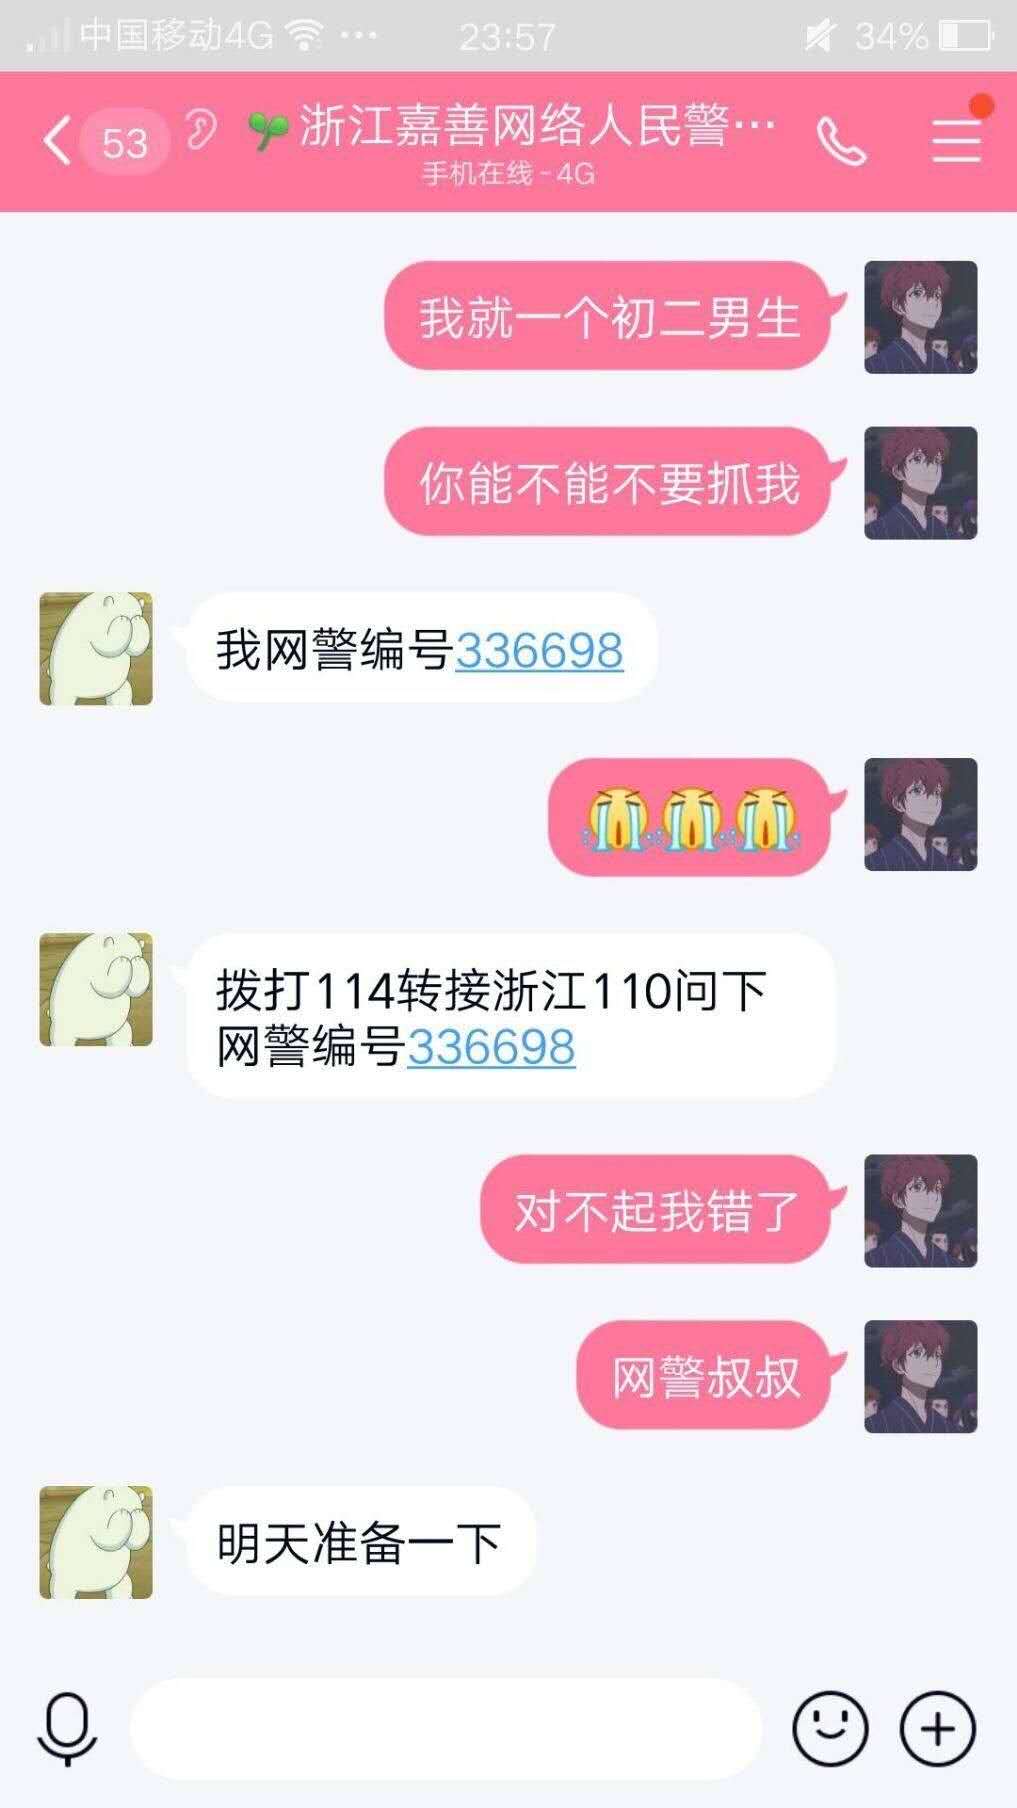 中国移动4G
23:57
34%
53
浙江嘉善网络人民警…
手机在线 - 4G
我就一个初二男生
你能不能不要抓我
我网警编号336698
拨打114转接浙江110问下
网警编号336698
对不起我错了
网警叔叔
明天准备一下